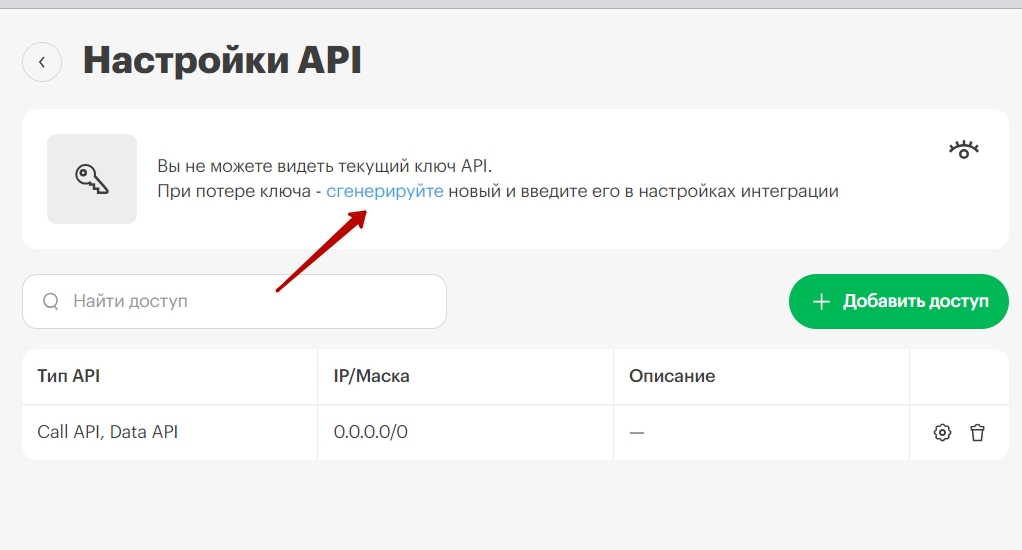 Настройки API
Вы не можете видеть текущий ключ API.
При потере ключа - сгенерируйте новый и введите его в настройках интеграции
Найти доступ
Добавить доступ
Тип API IP/Маска Описание
Call API, Data API 0.0.0.0/0 —